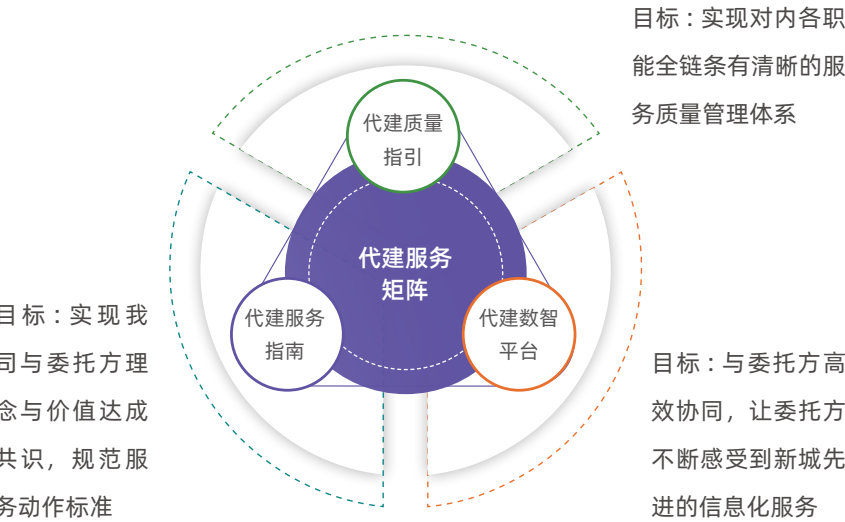 目标：实现对内各职
能全链条有清晰的服
务质量管理体系
代建质量
指引
代建服务
矩阵
代建服务
指南
代建数智
平台
目标：实现我
司与委托方理
念与价值达成
共识，规范服
务动作标准
目标：与委托方高
效协同，让委托方
不断感受到新城先
进的信息化服务